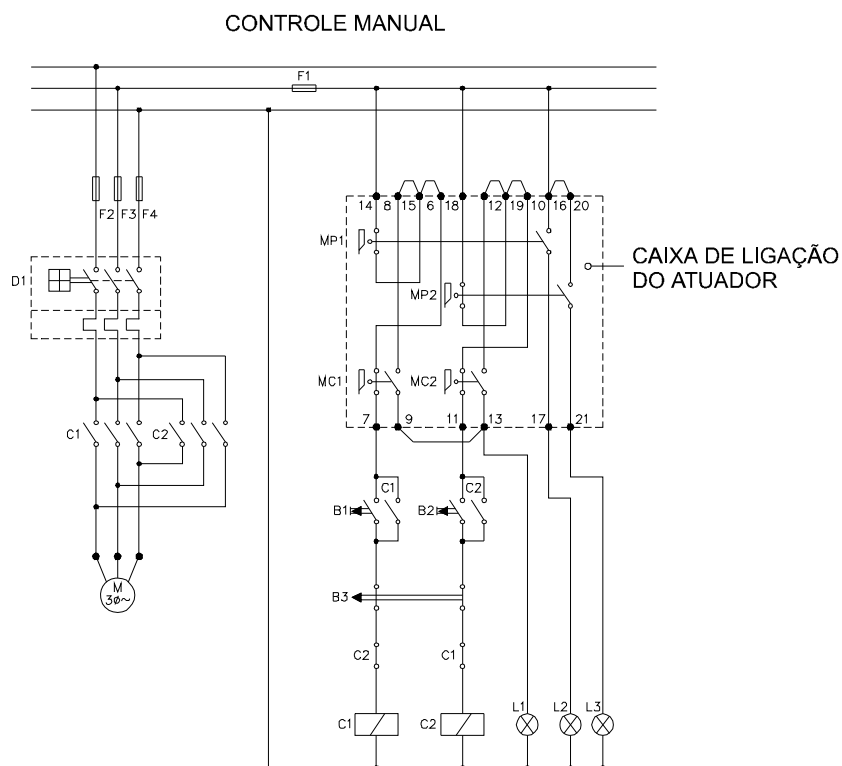 CONTROLE MANUAL
F1
F2 F3 F4
14 8 15 6 18 12 19 10 16 20
MP1
CAIXA DE LIGAÇÃO
DO ATUADOR
D1
MP2
MC1 MC2
7 9 11 13 17 21
C1 C2
C1 C2
B1 B2
M
3ø~
B3
C2 C1
L1 L2 L3
C1 C2